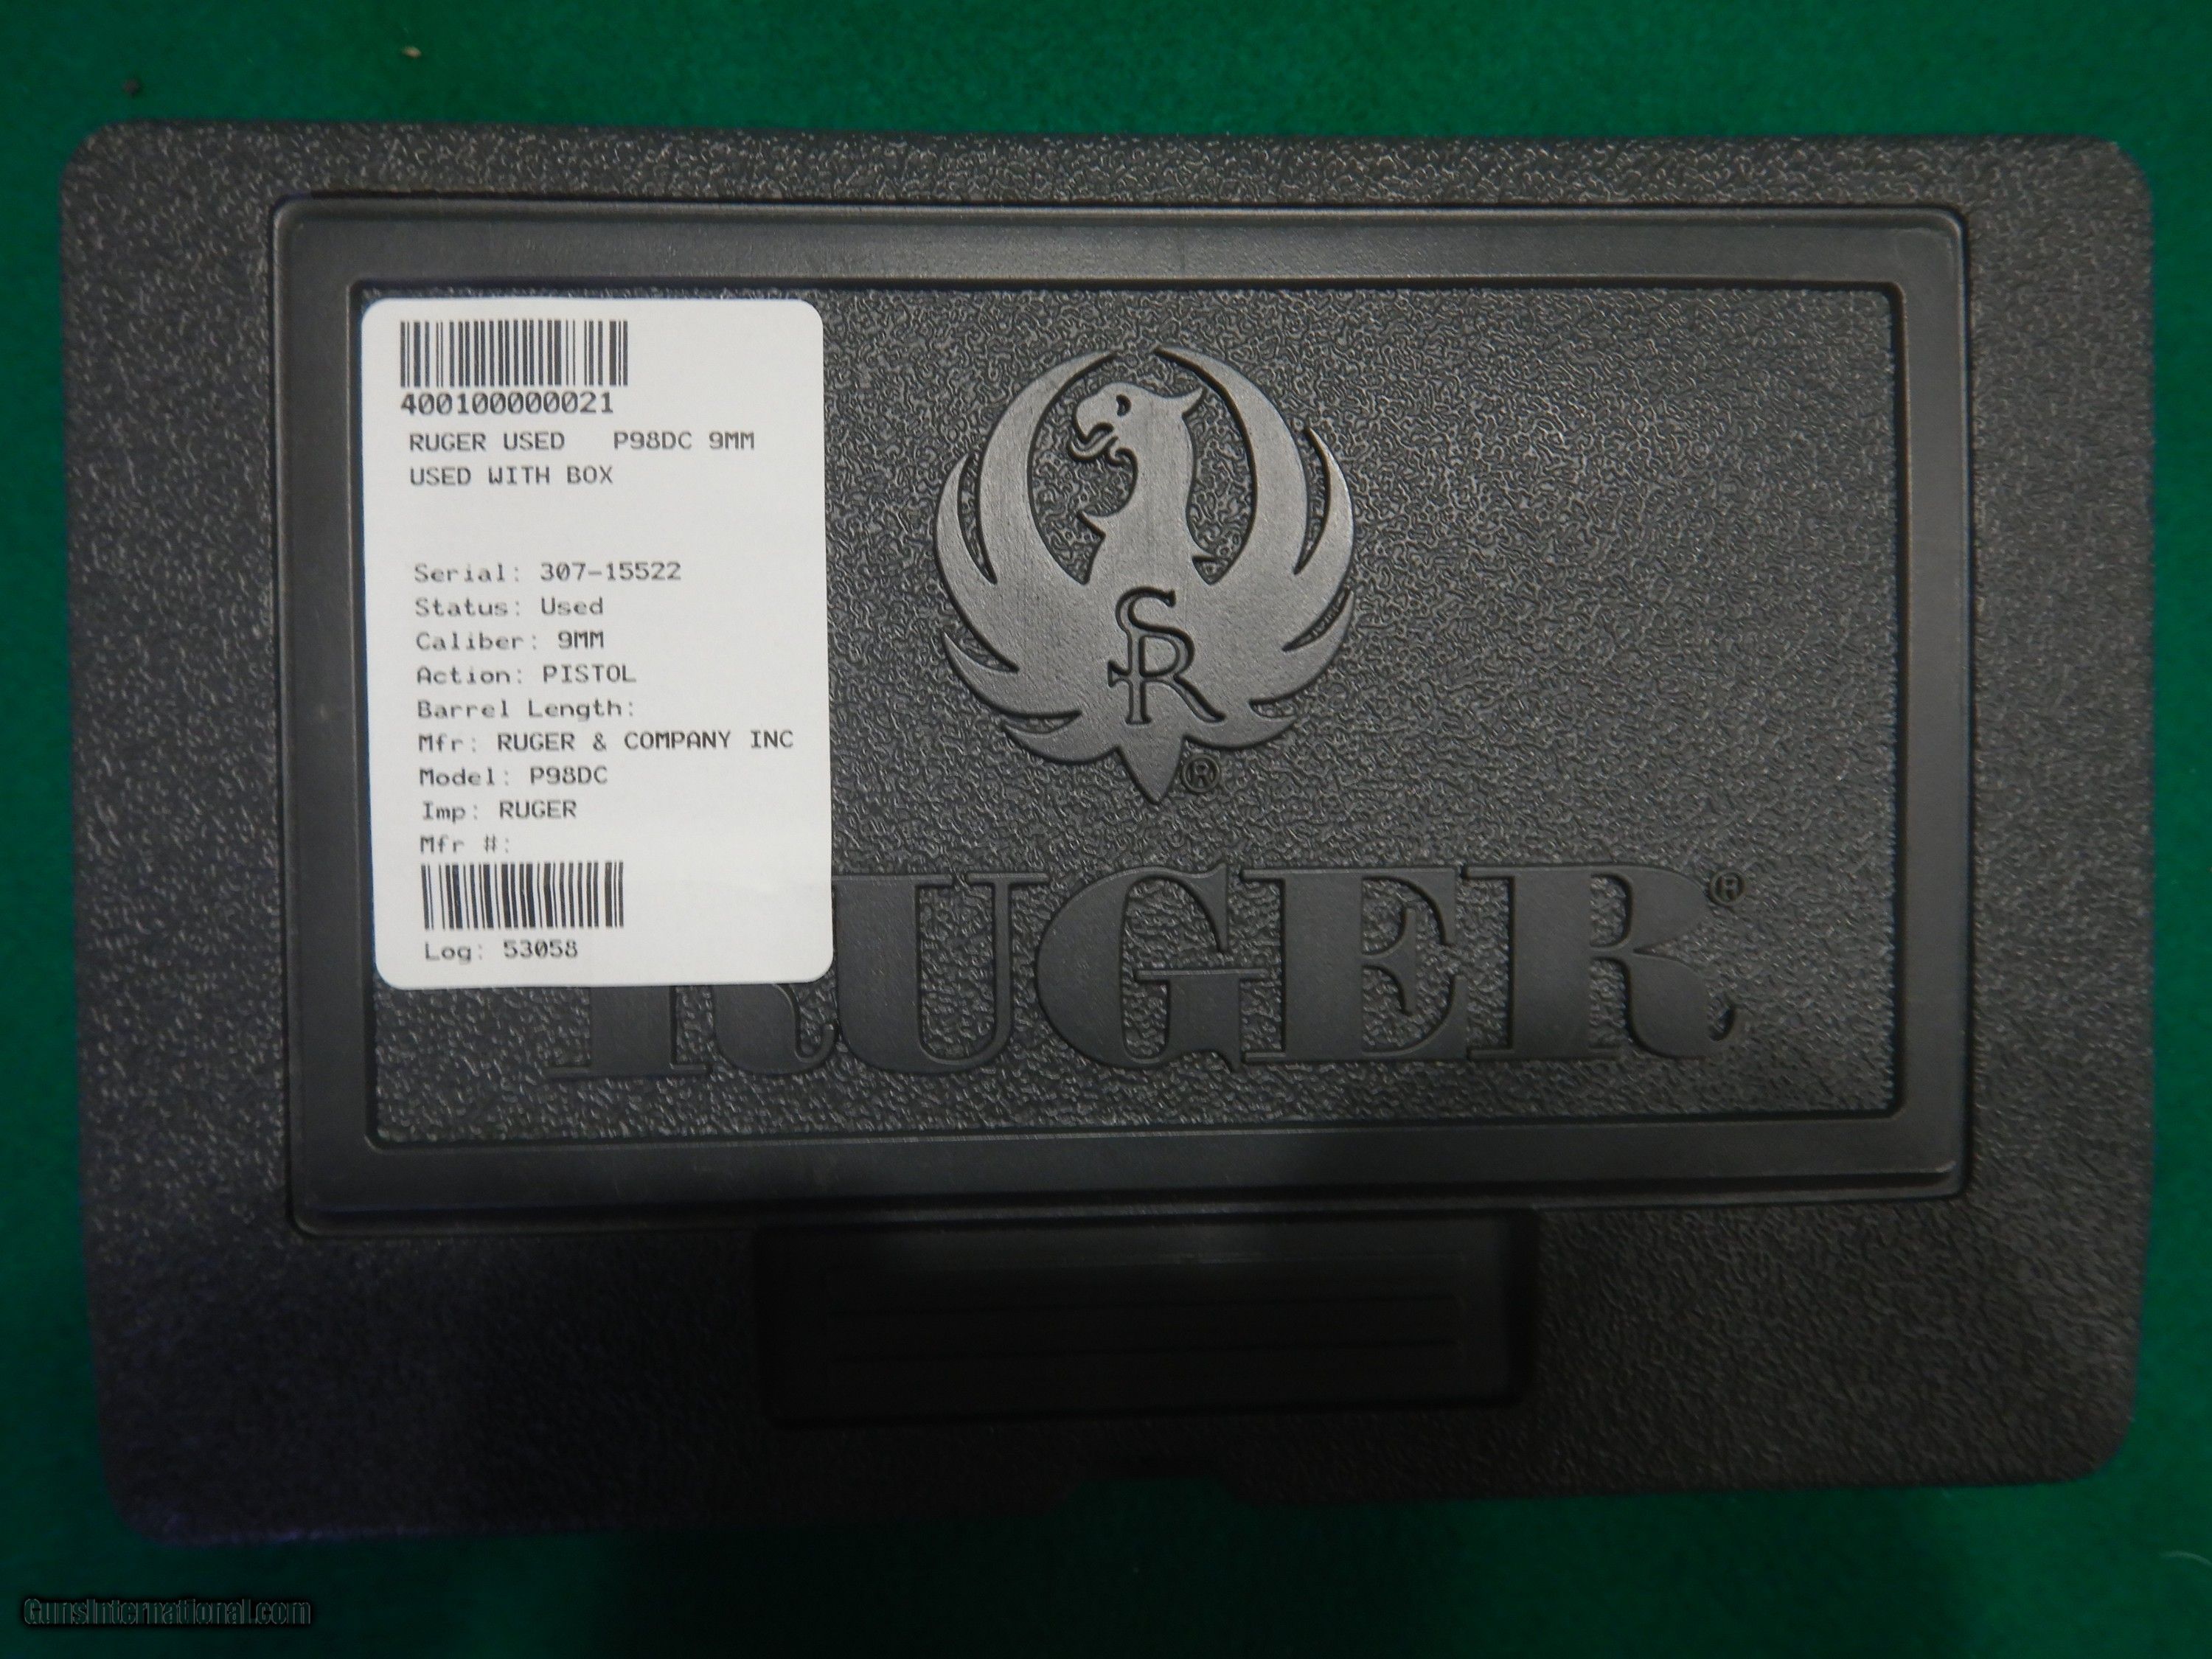 400100000021
RUGER USED P98DC 9MM
USED WITH BOX
Serial: 307-15522
Status: Used
Caliber: 9MM
Action: PISTOL
Barrel Length:
Mfr: RUGER & COMPANY INC
Model: P98DC
Imp: RUGER
Mfr #:
Log: 53058
SR
®
RUGER®
GunsInternational.com